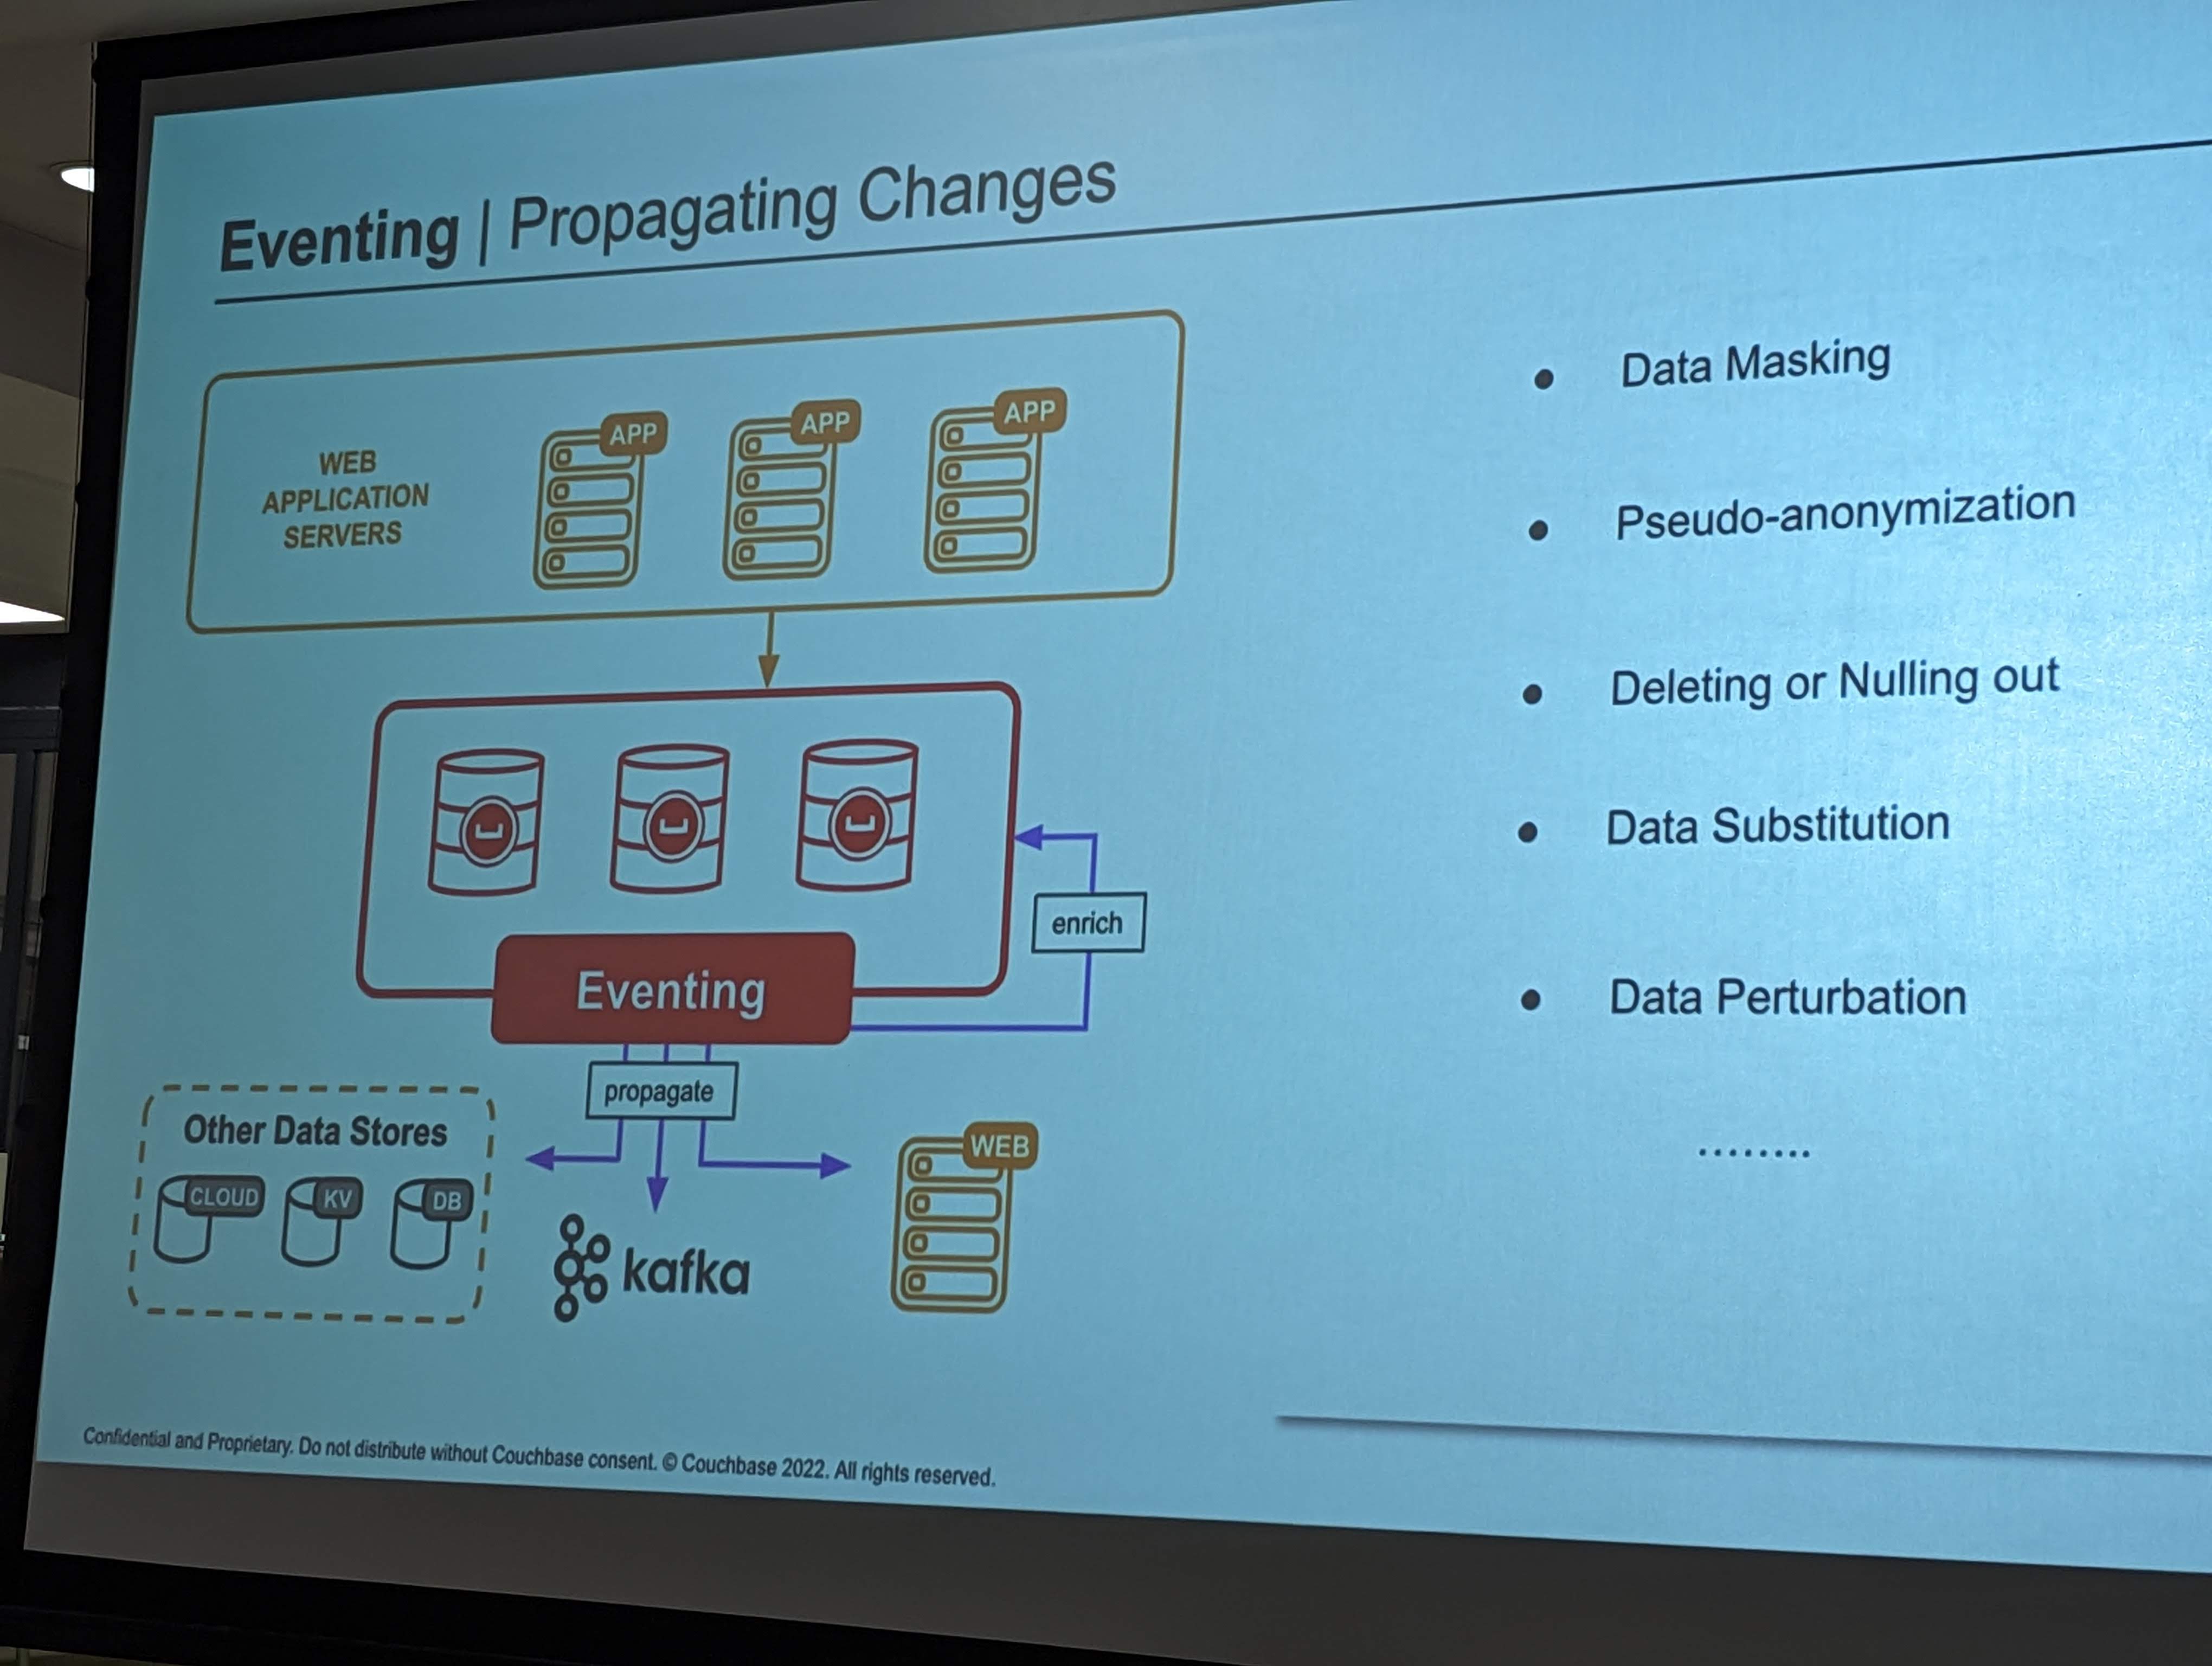 Eventing | Propagating Changes
WEB
APPLICATION
SERVERS
APP
APP
APP
Eventing
enrich
propagate
Other Data Stores
CLOUD
KV
DB
kafka
WEB
• Data Masking
• Pseudo-anonymization
• Deleting or Nulling out
• Data Substitution
• Data Perturbation
........
Confidential and Proprietary. Do not distribute without Couchbase consent. © Couchbase 2022. All rights reserved.